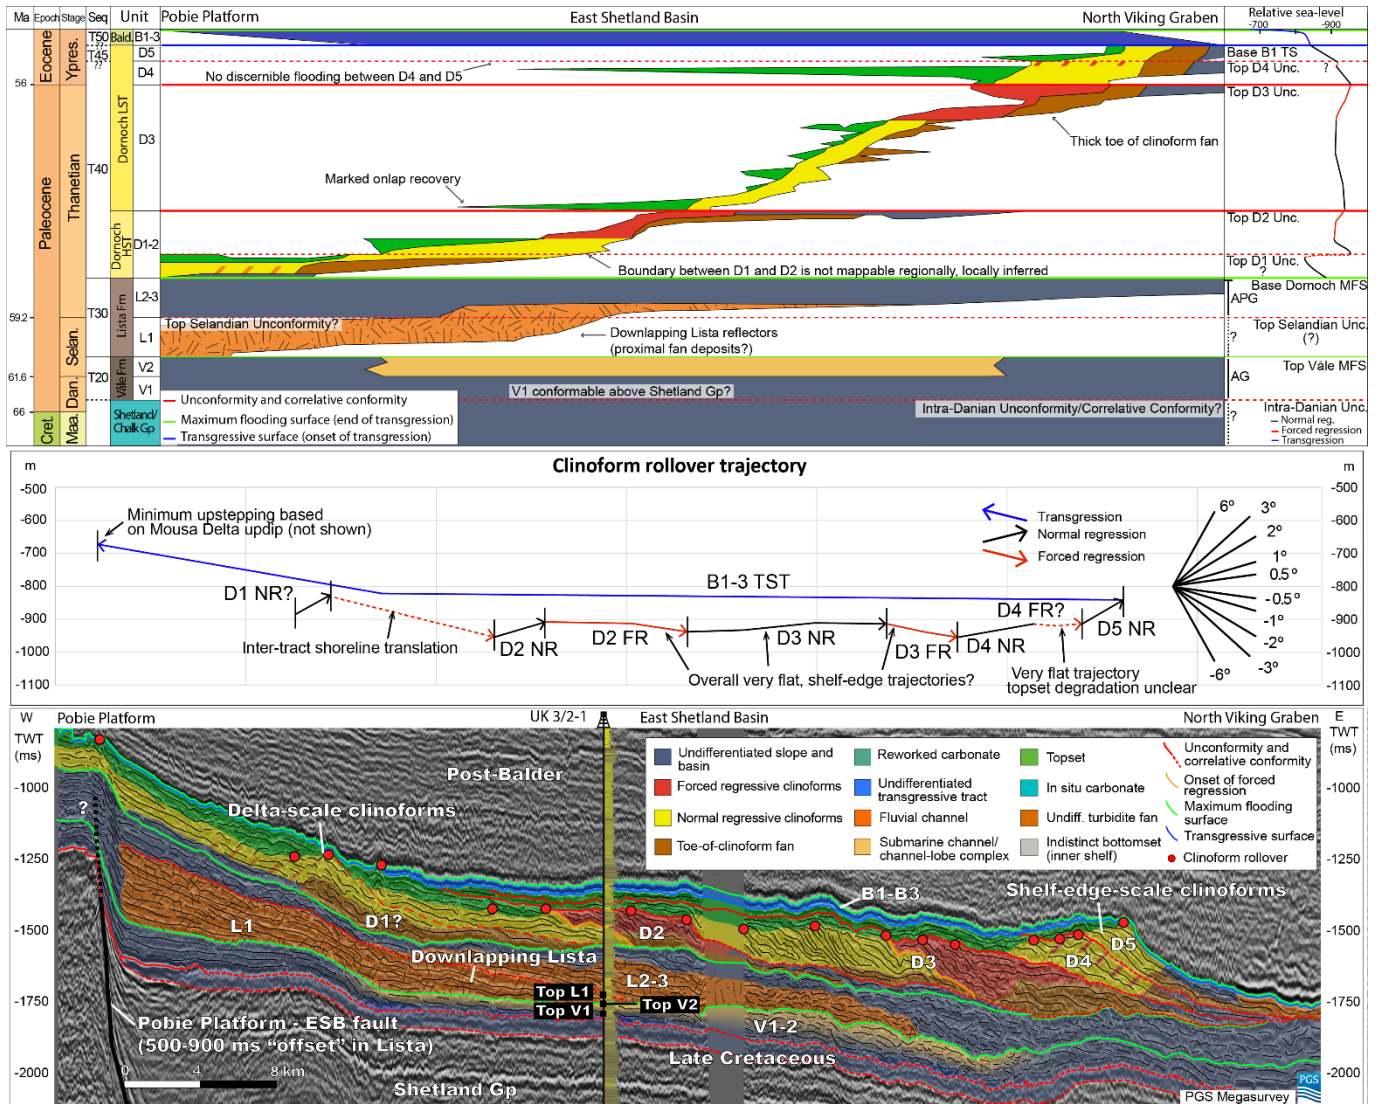 Ma Epoch Stage Seq Unit Pobie Platform East Shetland Basin North Viking Graben Relative sea-level
-700 -900
Eocene Ypres. T50 Bald. B1-3
??
T45 D5
?? D4
No discernible flooding between D4 and D5
Base B1 TS
Top D4 Unc. ?
56
Top D3 Unc.
Paleocene Thanetian T40 Dornoch LST D3
Thick toe of clinoform fan
Marked onlap recovery
Top D2 Unc.
Dornoch HST D1-2
Boundary between D1 and D2 is not mappable regionally, locally inferred
Top D1 Unc.
?
Base Dornoch MFS
T30 Lista Fm L2-3
APG
59.2
Top Selandian Unconformity?
Top Selandian Unc.
(?)
Selan. L1
Downlapping Lista reflectors
(proximal fan deposits?)
?
Top Våle MFS
T20 Våle Fm V2
61.6
Dan. V1
AG
V1 conformable above Shetland Gp?
66
Cret. Maa. Shetland/
Chalk Gp
Unconformity and correlative conformity
Maximum flooding surface (end of transgression)
Transgressive surface (onset of transgression)
Intra-Danian Unconformity/Correlative Conformity?
?
Intra-Danian Unc.
Normal reg.
Forced regression
Transgression
Clinoform rollover trajectory
m m
-500 -500
-600 -600
-700 -700
-800 -800
-900 -900
-1000 -1000
-1100 -1100
Minimum upstepping based
on Mousa Delta updip (not shown)
Transgression
Normal regression
Forced regression
6° 3°
2°
1°
0.5°
-0.5°
-1°
-2°
-3°
-6°
B1-3 TST
D1 NR?
Inter-tract shoreline translation
D2 NR
D2 FR
D3 NR
D3 FR
D4 NR
D4 FR?
D5 NR
Overall very flat, shelf-edge trajectories?
Very flat trajectory
topset degradation unclear
W Pobie Platform UK 3/2-1 East Shetland Basin North Viking Graben E
TWT TWT
(ms) (ms)
-1000 -1000
-1250 -1250
-1500 -1500
-1750 -1750
-2000 -2000
Undifferentiated slope and
basin
Forced regressive clinoforms
Normal regressive clinoforms
Toe-of-clinoform fan
Reworked carbonate
Undifferentiated
transgressive tract
Fluvial channel
Submarine channel/
channel-lobe complex
Topset
In situ carbonate
Undiff. turbidite fan
Indistinct bottomset
(inner shelf)
Unconformity and
correlative conformity
Onset of forced
regression
Maximum flooding
surface
Transgressive surface
Clinoform rollover
Post-Balder
?
Delta-scale clinoforms
B1-B3
Shelf-edge-scale clinoforms
L1
D1?
D2
D3
D4
D5
Downlapping Lista
L2-3
Top L1
Top V1
Top V2
V1-2
Pobie Platform - ESB fault
(500-900 ms "offset" in Lista)
Late Cretaceous
0 4 8 km
Shetland Gp
PGS
PGS Megasurvey